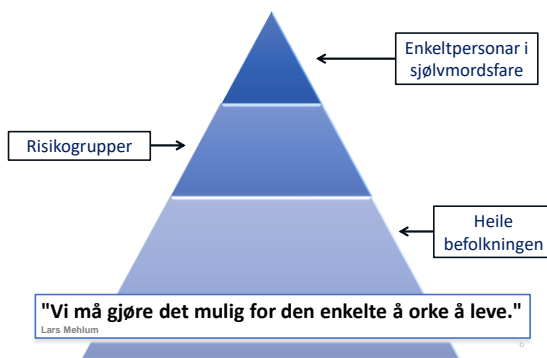 Enkeltpersonar i
sjølvmordsfare
Risikogrupper
Heile
befolkningen
"Vi må gjøre det mulig for den enkelte å orke å leve."
Lars Mehlum
6